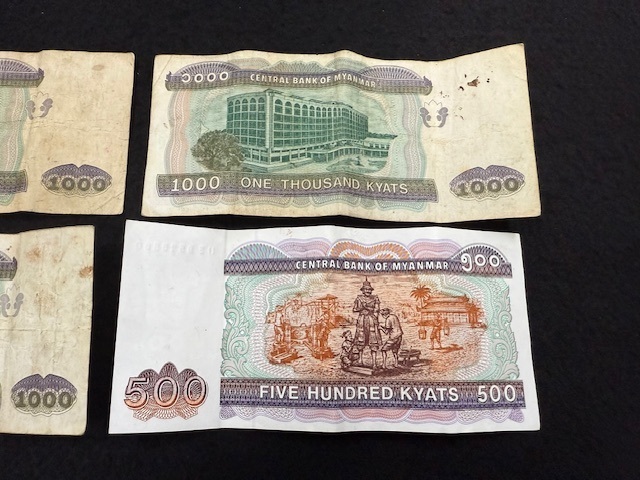 ၁၀၀၀ CENTRAL BANK OF MYANMAR
1000 ONE THOUSAND KYATS 1000
1000
CENTRAL BANK OF MYANMAR ၅၀၀
500 FIVE HUNDRED KYATS 500
1000